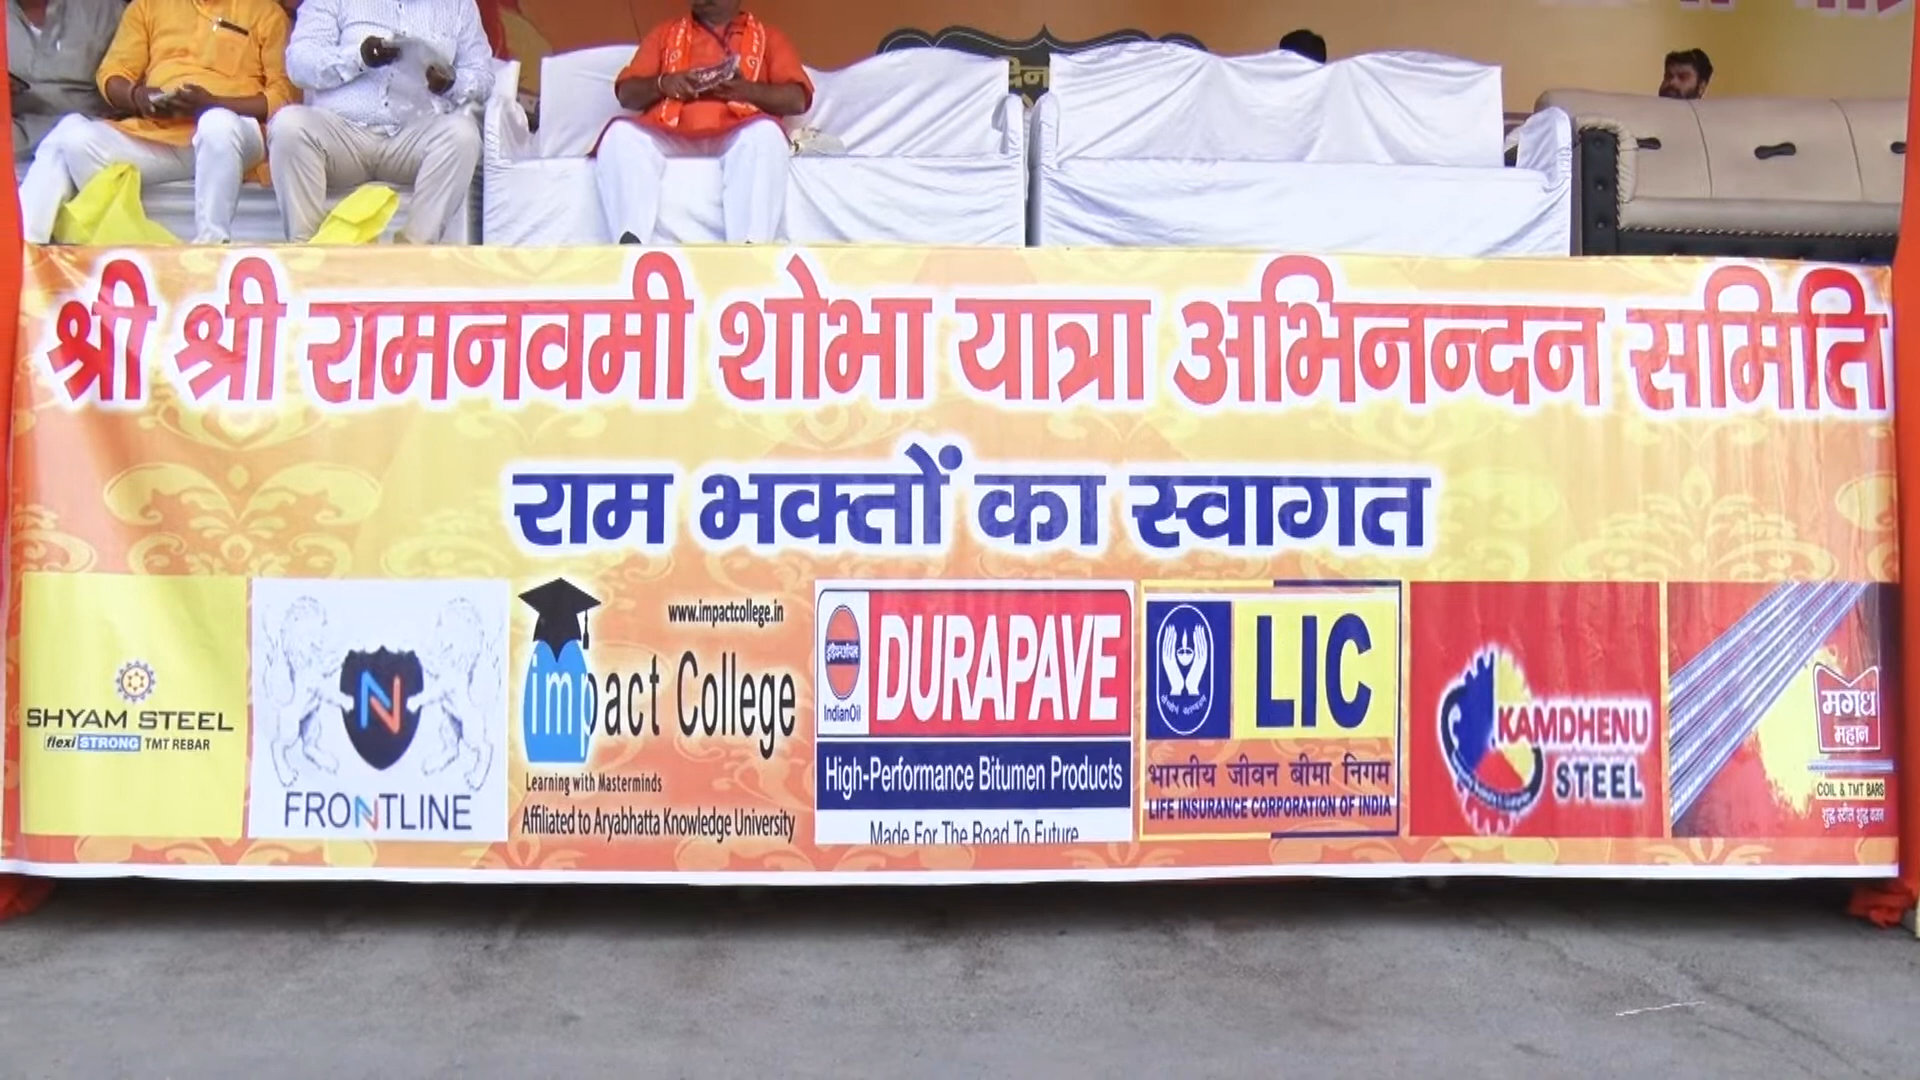 श्री श्री रामनवमी शोभा यात्रा अभिनन्दन समिति
राम भक्तों का स्वागत
SHYAM STEEL
flexi STRONG TMT REBAR
FRONTLINE
www.impactcollege.in
impact College
Learning with Masterminds
Affiliated to Aryabhatta Knowledge University
इंडियनऑयल
IndianOil
DURAPAVE
High-Performance Bitumen Products
Made For The Road To Future
LIC
भारतीय जीवन बीमा निगम
LIFE INSURANCE CORPORATION OF INDIA
KAMDHENU
STEEL
मगध
महान
COIL & TMT BARS
शुद्ध स्टील शुद्ध वजन